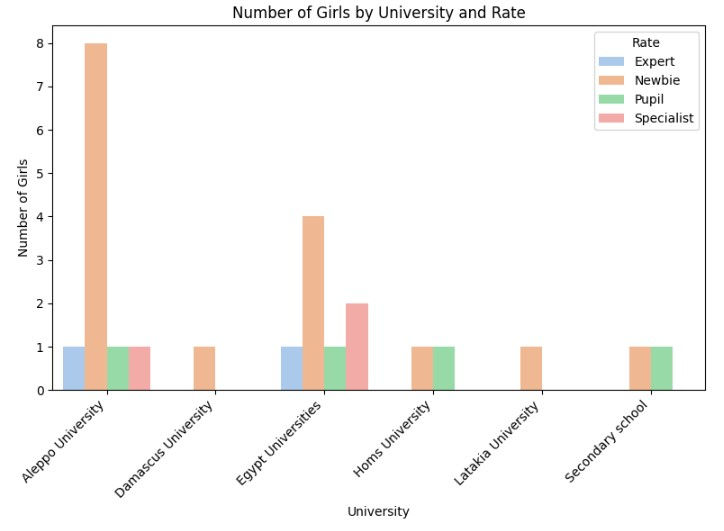 Number of Girls by University and Rate
Rate
Expert
Newbie
Pupil
Specialist
Number of Girls
8
7
6
5
4
3
2
1
0
Aleppo University
Damascus University
Egypt Universities
Homs University
Latakia University
Secondary school
University